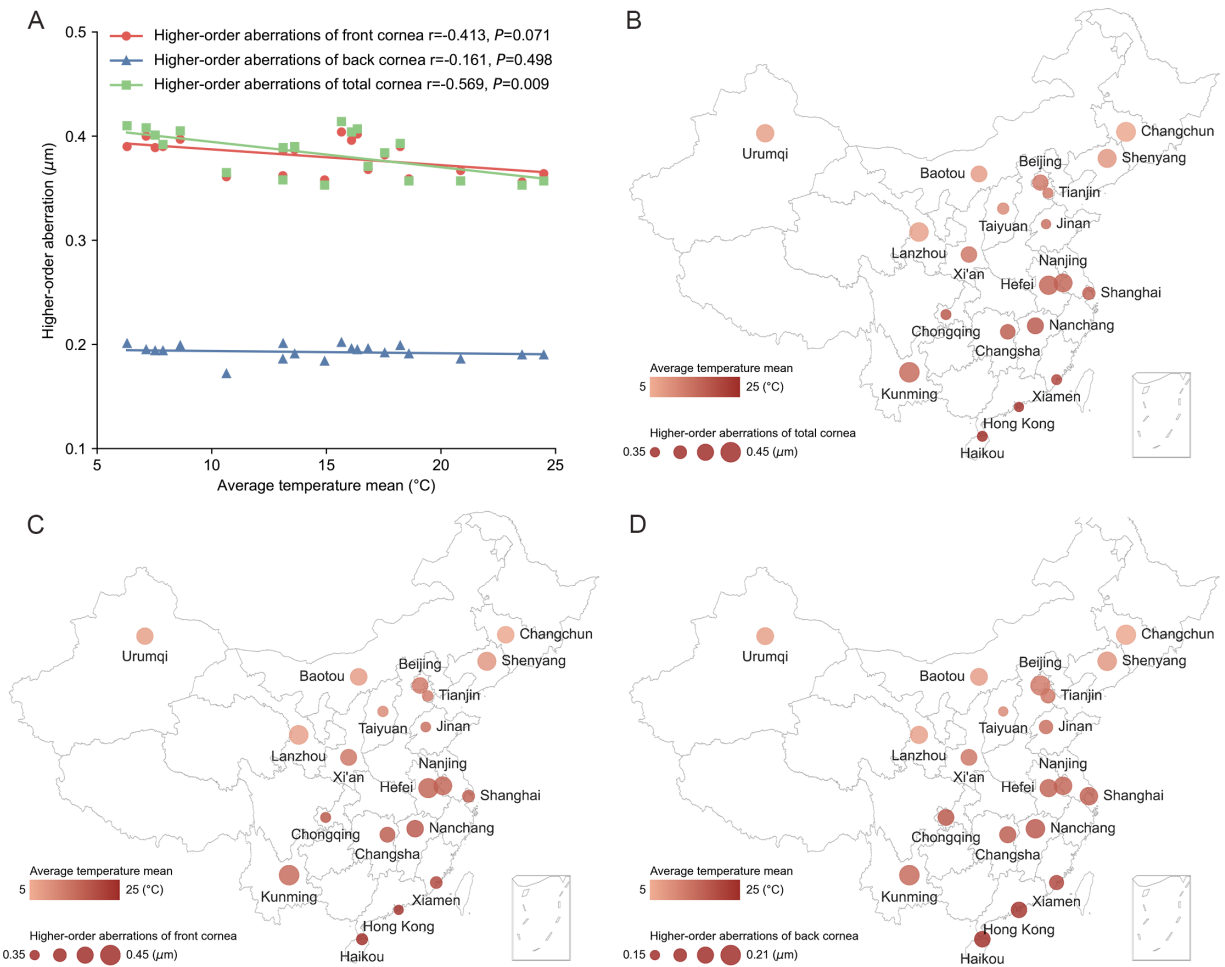 A
0.5
0.4
0.3
0.2
0.1
Higher-order aberration (μm)
Higher-order aberrations of front cornea r=-0.413, P=0.071
Higher-order aberrations of back cornea r=-0.161, P=0.498
Higher-order aberrations of total cornea r=-0.569, P=0.009
5 10 15 20 25
Average temperature mean (°C)
B
Urumqi
Changchun
Shenyang
Baotou
Beijing
Tianjin
Taiyuan
Jinan
Lanzhou
Xi'an
Nanjing
Hefei
Shanghai
Chongqing
Nanchang
Changsha
Kunming
Xiamen
Hong Kong
Haikou
Average temperature mean
5 25 (°C)
Higher-order aberrations of total cornea
0.35 0.45 (μm)
C
Urumqi
Changchun
Shenyang
Baotou
Beijing
Tianjin
Taiyuan
Jinan
Lanzhou
Xi'an
Nanjing
Hefei
Shanghai
Chongqing
Nanchang
Changsha
Kunming
Xiamen
Hong Kong
Haikou
Average temperature mean
5 25 (°C)
Higher-order aberrations of front cornea
0.35 0.45 (μm)
D
Urumqi
Changchun
Shenyang
Baotou
Beijing
Tianjin
Taiyuan
Jinan
Lanzhou
Xi'an
Nanjing
Hefei
Shanghai
Chongqing
Nanchang
Changsha
Kunming
Xiamen
Hong Kong
Haikou
Average temperature mean
5 25 (°C)
Higher-order aberrations of back cornea
0.15 0.21 (μm)